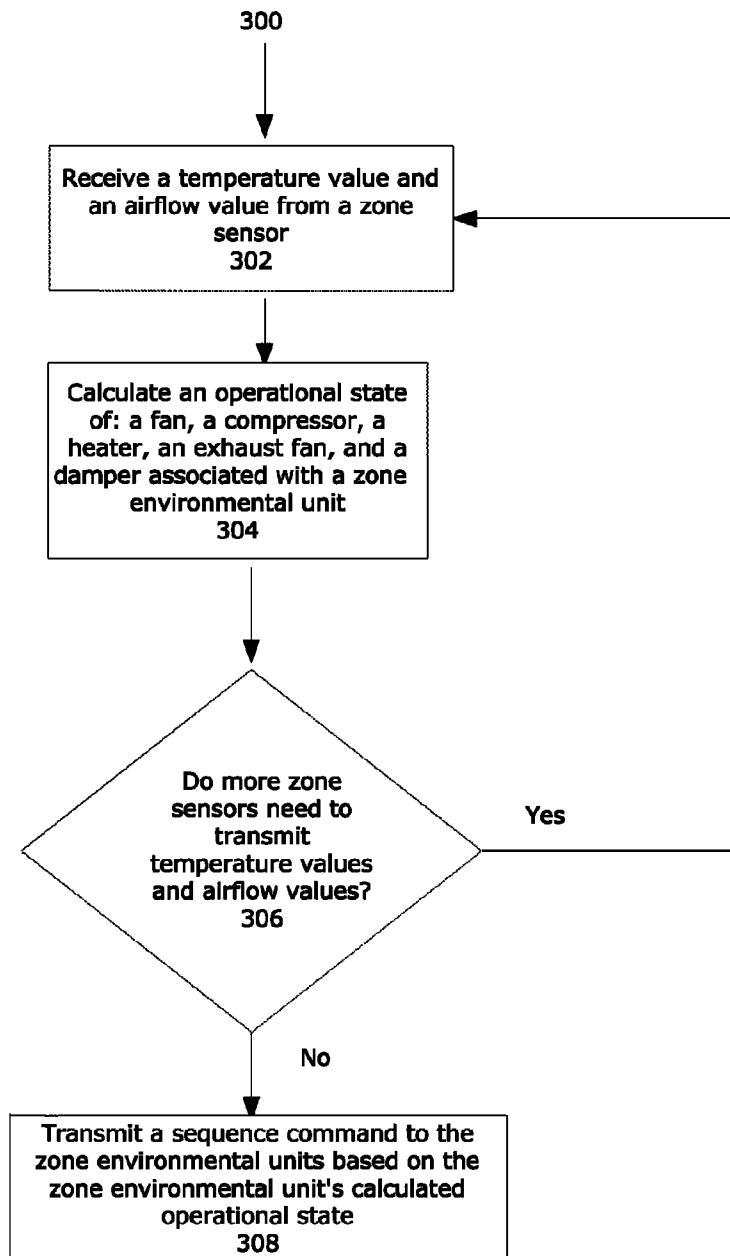 300
Receive a temperature value and
an airflow value from a zone
sensor
302
Calculate an operational state
of: a fan, a compressor, a
heater, an exhaust fan, and a
damper associated with a zone
environmental unit
304
Do more zone
sensors need to
transmit
temperature values
and airflow values?
306
Yes
No
Transmit a sequence command to the
zone environmental units based on the
zone environmental unit's calculated
operational state
308